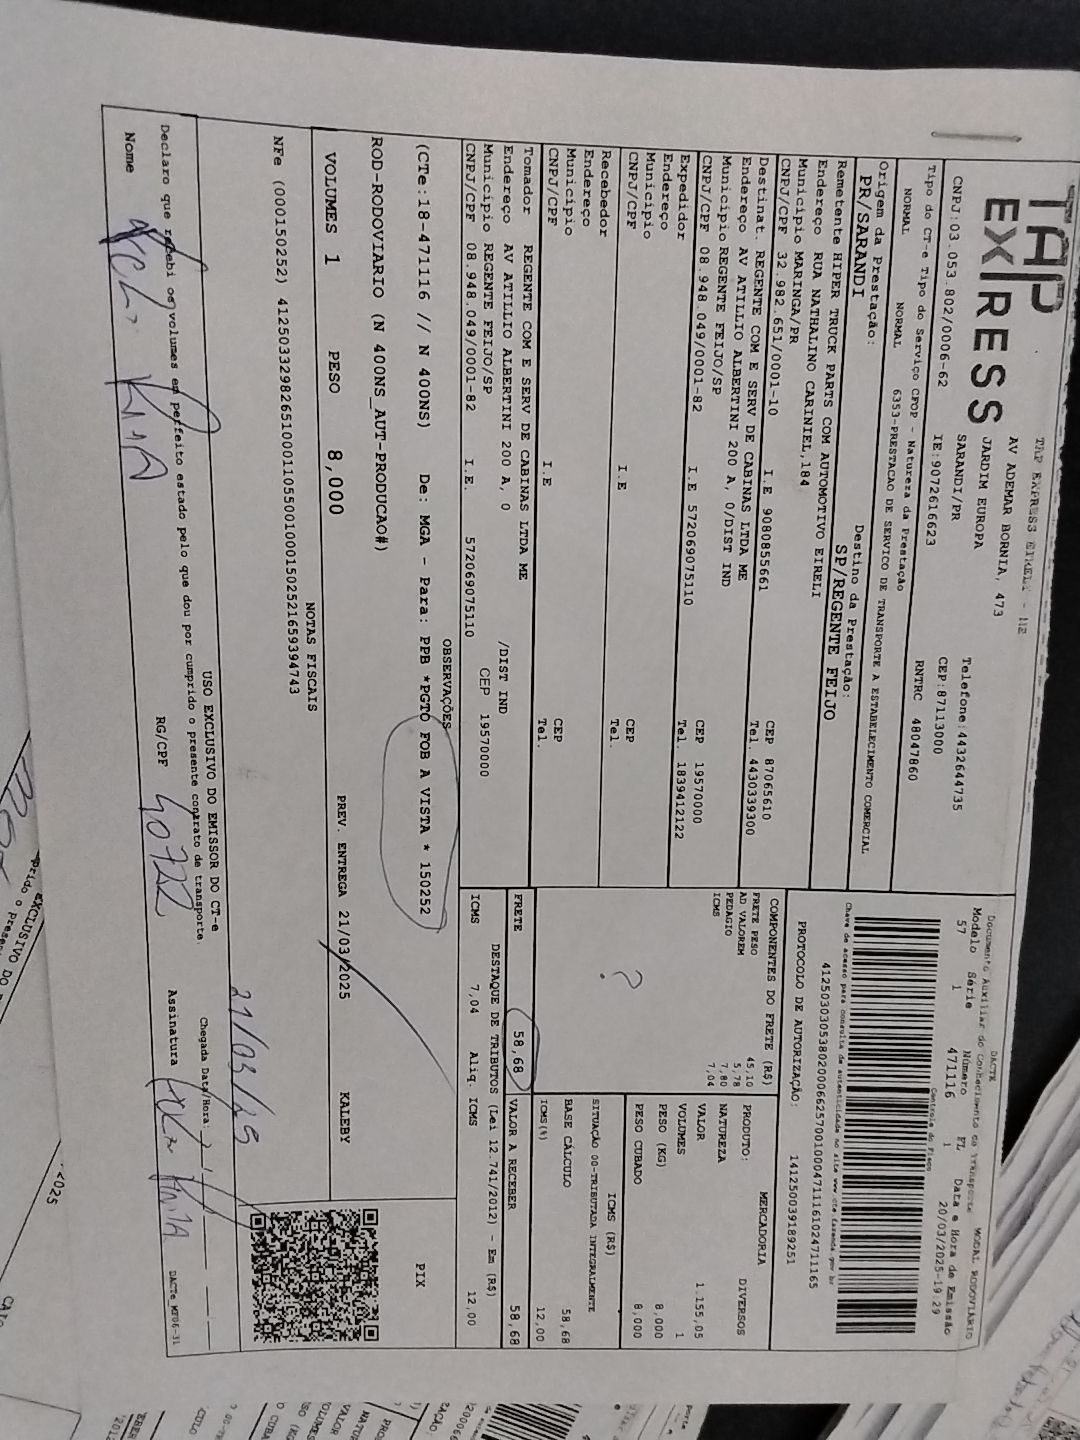 TAP EXPRESS
TAP EXPRESS EIRELI - ME
AV ADEMAR BORNIA, 473
JARDIM EUROPA
SARANDI/PR
Telefone:4432644735
CEP:87113000
CNPJ:03.053.802/0006-62
IE:9072616623
RNTRC 48047860
Tipo do CT-e Tipo do Serviço CFOP - Natureza da Prestação
NORMAL NORMAL 6353-PRESTACAO DE SERVICO DE TRANSPORTE A ESTABELECIMENTO COMERCIAL
Origem da Prestação: Destino da Prestação:
PR/SARANDI SP/REGENTE FEIJO
DACTE
Documento Auxiliar do Conhecimento de Transporte MODAL RODOVIÁRIO
Modelo Série Número FL Data e Hora de Emissão
57 1 471116 1 20/03/2025-19:29
Controle do Fisco
Chave de acesso para consulta de autenticidade no site www.cte.fazenda.gov.br
41250303053802000662570010004711161024711165
PROTOCOLO DE AUTORIZAÇÃO: 141250039189251
Remetente HIPER TRUCK PARTS COM AUTOMOTIVO EIRELI
Endereço RUA NATHALINO CARINIEL,184
Município MARINGA/PR CEP 87065610
CNPJ/CPF 32.982.651/0001-10 I.E 9080855661 Tel. 4430339300
Destinat. REGENTE COM E SERV DE CABINAS LTDA ME
Endereço AV ATILLIO ALBERTINI 200 A, 0/DIST IND
Município REGENTE FEIJO/SP CEP 19570000
CNPJ/CPF 08.948.049/0001-82 I.E 572069075110 Tel. 1839412122
Expedidor
Endereço
Município CEP
CNPJ/CPF I.E Tel.
Recebedor
Endereço
Município CEP
CNPJ/CPF I.E Tel.
Tomador REGENTE COM E SERV DE CABINAS LTDA ME
Endereço AV ATILLIO ALBERTINI 200 A, 0 /DIST IND
Município REGENTE FEIJO/SP CEP 19570000
CNPJ/CPF 08.948.049/0001-82 I.E. 572069075110
COMPONENTES DO FRETE (R$)
FRETE PESO 45,10
AD VALOREM 5,78
PEDAGIO 7,80
ICMS 7,04
?
FRETE 58,68
MERCADORIA
PRODUTO: DIVERSOS
NATUREZA
VALOR 1.155,05
VOLUMES 1
PESO (KG) 8,000
PESO CUBADO 8,000
ICMS (R$)
SITUAÇÃO 00-TRIBUTADA INTEGRALMENTE
BASE CÁLCULO 58,68
ICMS(%) 12,00
VALOR A RECEBER 58,68
DESTAQUE DE TRIBUTOS (Lei 12.741/2012) - Em (R$)
ICMS 7,04 Aliq. ICMS 12,00
OBSERVAÇÕES
(CTe:18-471116 // N 400NS) De: MGA - Para: PPB *PGTO FOB A VISTA * 150252
ROD-RODOVIARIO (N 400NS_AUT-PRODUCAO#)
PIX
VOLUMES 1 PESO 8,000 PREV. ENTREGA 21/03/2025 KALEBY
NOTAS FISCAIS
NFe (000150252) 41250333298265100011055001000150252165939 4743
USO EXCLUSIVO DO EMISSOR DO CT-e
Declaro que recebi os volumes em perfeito estado pelo que dou por cumprido o presente contrato de transporte.
Chegada Data/Hora:
21/03/25
Nome RG/CPF 40722 Assinatura
DACTe_MF06-31